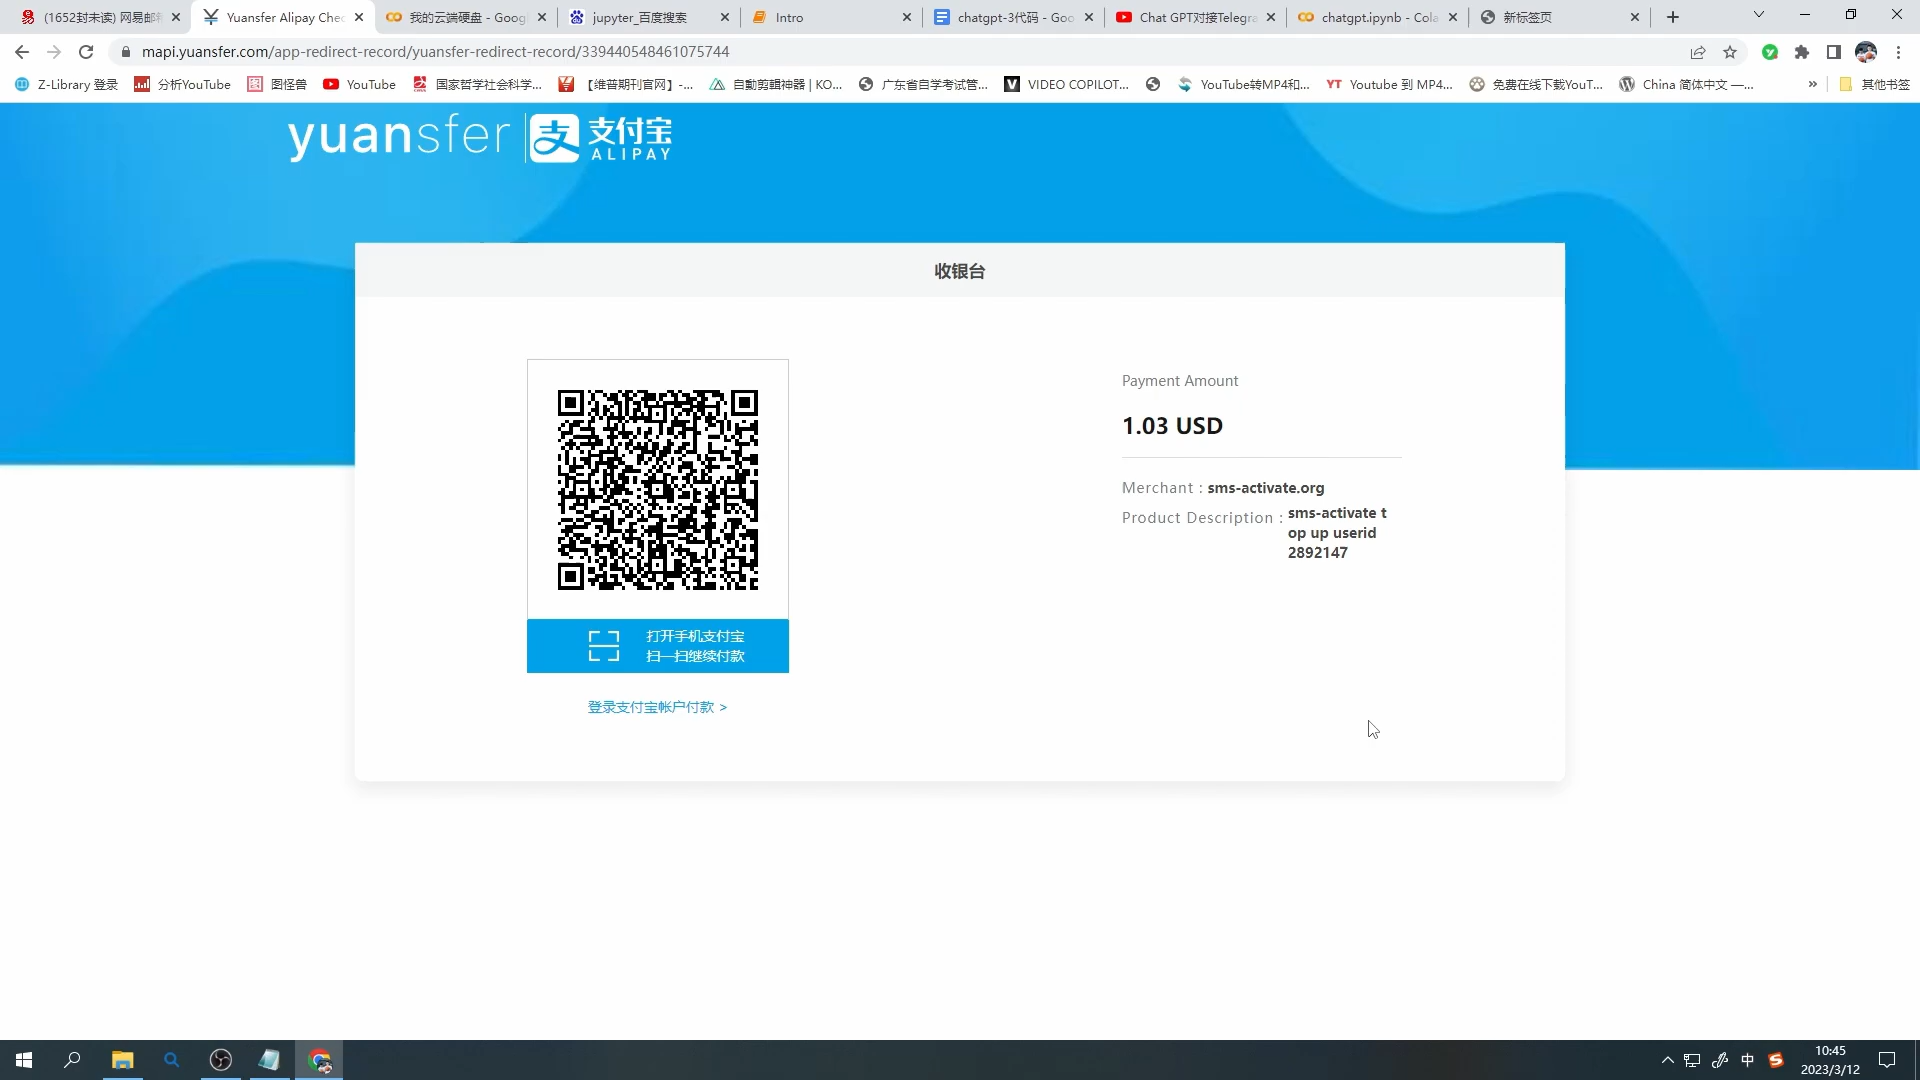 (1652封未读) 网易邮
Yuansfer Alipay Chec
我的云端硬盘 - Googl
jupyter_百度搜索
Intro
chatgpt-3代码 - Goo
Chat GPT对接Telegra
chatgpt.ipynb - Cola
新标签页
mapi.yuansfer.com/app-redirect-record/yuansfer-redirect-record/339440548461075744
Z-Library 登录
分析YouTube
图怪兽
YouTube
国家哲学社会科学...
【维普期刊官网】-...
自動剪輯神器 | KO...
广东省自学考试管...
VIDEO COPILOT...
YouTube转MP4和...
YT Youtube 到 MP4...
免费在线下载YouT...
China 简体中文 —...
»
其他书签
yuansfer
支 支付宝
ALIPAY
收银台
打开手机支付宝
扫一扫继续付款
登录支付宝帐户付款 >
Payment Amount
1.03 USD
Merchant : sms-activate.org
Product Description : sms-activate t
op up userid
2892147
中
10:45
2023/3/12